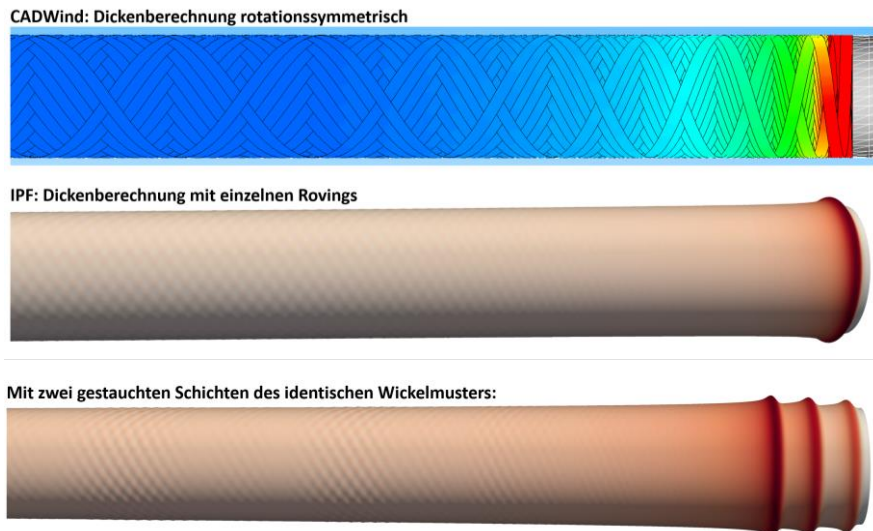 CADWind: Dickenberechnung rotationssymmetrisch
IPF: Dickenberechnung mit einzelnen Rovings
Mit zwei gestauchten Schichten des identischen Wickelmusters: